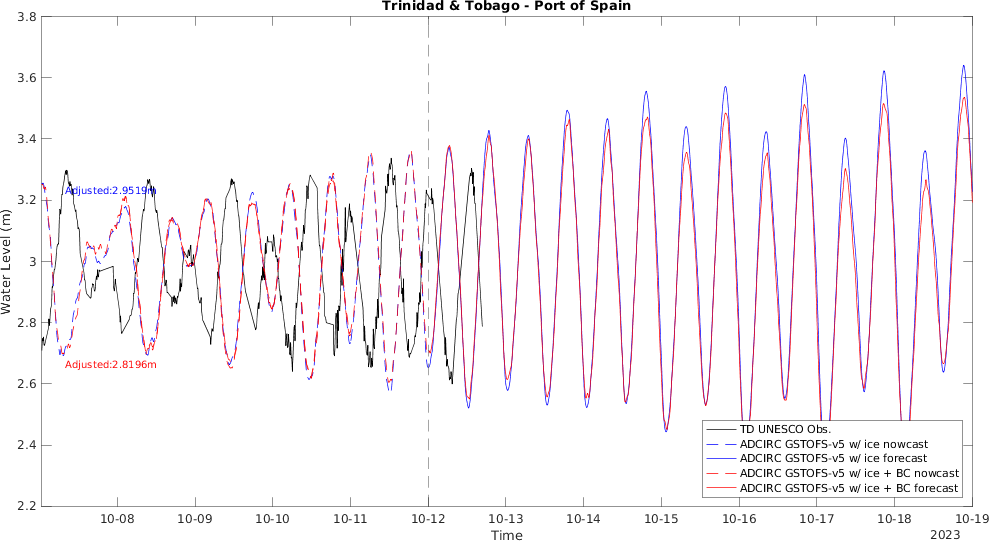 Trinidad & Tobago - Port of Spain
3.8
3.6
3.4
3.2
3
2.8
2.6
2.4
2.2
Water Level (m)
Adjusted:2.9519m
Adjusted:2.8196m
TD UNESCO Obs.
ADCIRC GSTOFS-v5 w/ ice nowcast
ADCIRC GSTOFS-v5 w/ ice forecast
ADCIRC GSTOFS-v5 w/ ice + BC nowcast
ADCIRC GSTOFS-v5 w/ ice + BC forecast
10-08 10-09 10-10 10-11 10-12 10-13 10-14 10-15 10-16 10-17 10-18 10-19
Time
2023